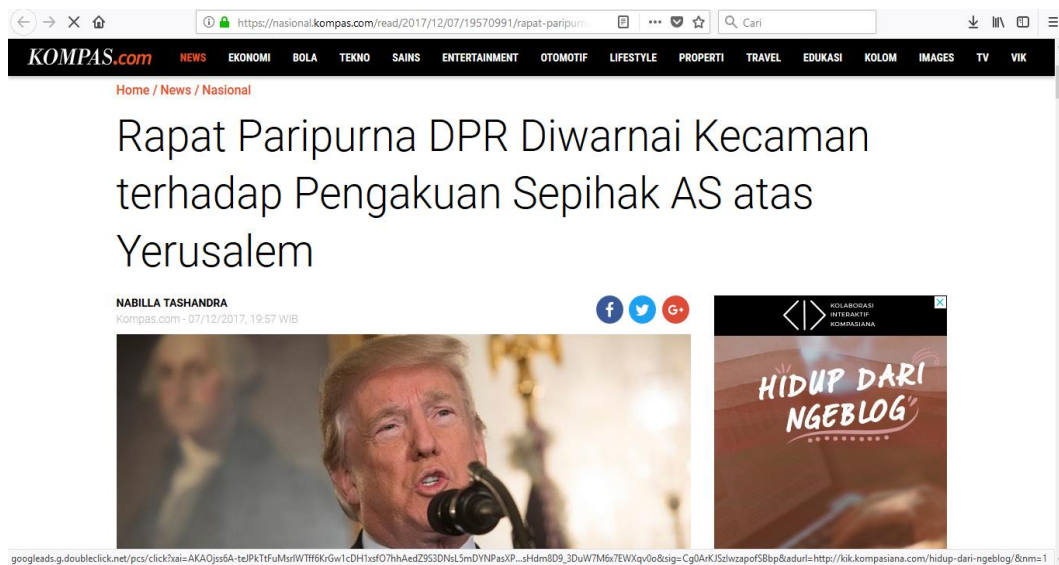 https://nasional.kompas.com/read/2017/12/07/19570991/rapat-paripurn
Cari
KOMPAS.com NEWS EKONOMI BOLA TEKNO SAINS ENTERTAINMENT OTOMOTIF LIFESTYLE PROPERTI TRAVEL EDUKASI KOLOM IMAGES TV VIK
Home / News / Nasional
Rapat Paripurna DPR Diwarnai Kecaman
terhadap Pengakuan Sepihak AS atas
Yerusalem
NABILLA TASHANDRA
Kompas.com - 07/12/2017, 19:57 WIB
f
G+
KOLABORASI
INTERAKTIF
KOMPASIANA
HIDUP DARI
NGEBLOG